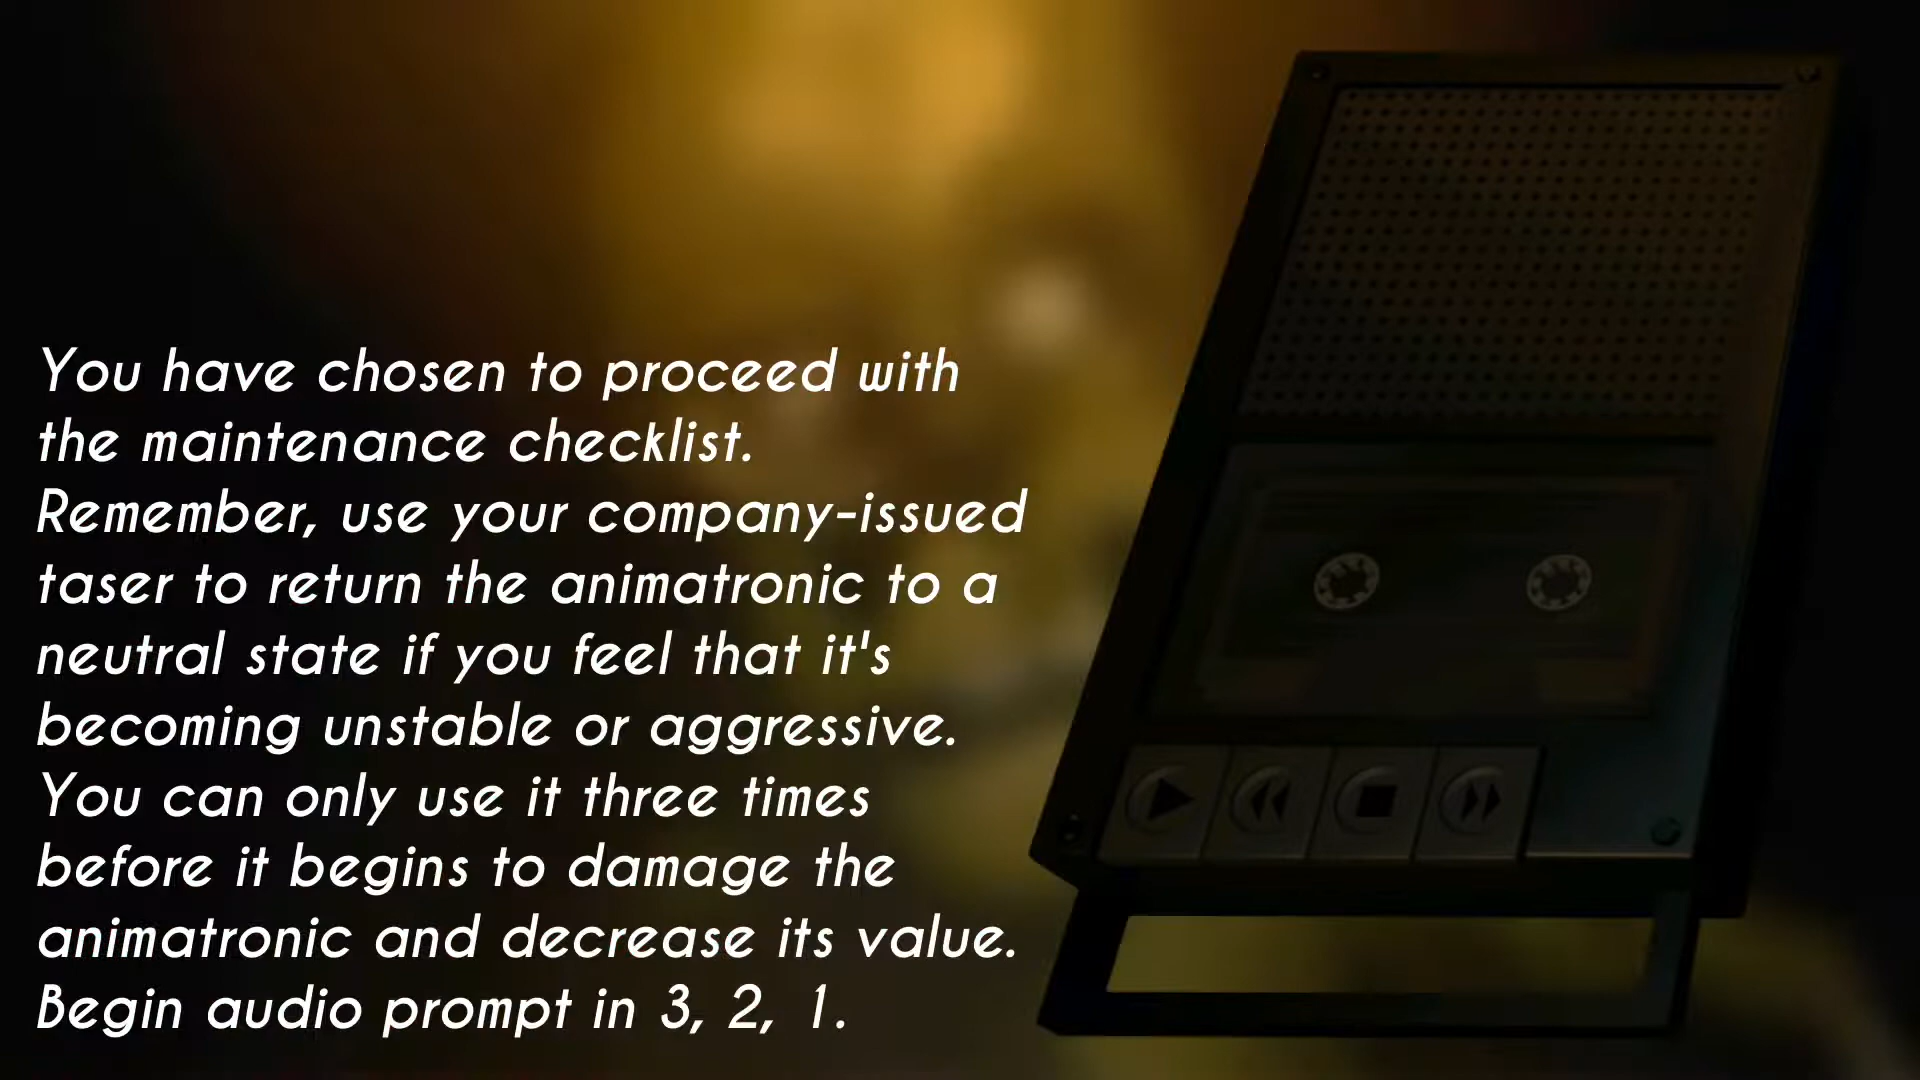 You have chosen to proceed with
the maintenance checklist.
Remember, use your company-issued
taser to return the animatronic to a
neutral state if you feel that it's
becoming unstable or aggressive.
You can only use it three times
before it begins to damage the
animatronic and decrease its value.
Begin audio prompt in 3, 2, 1.